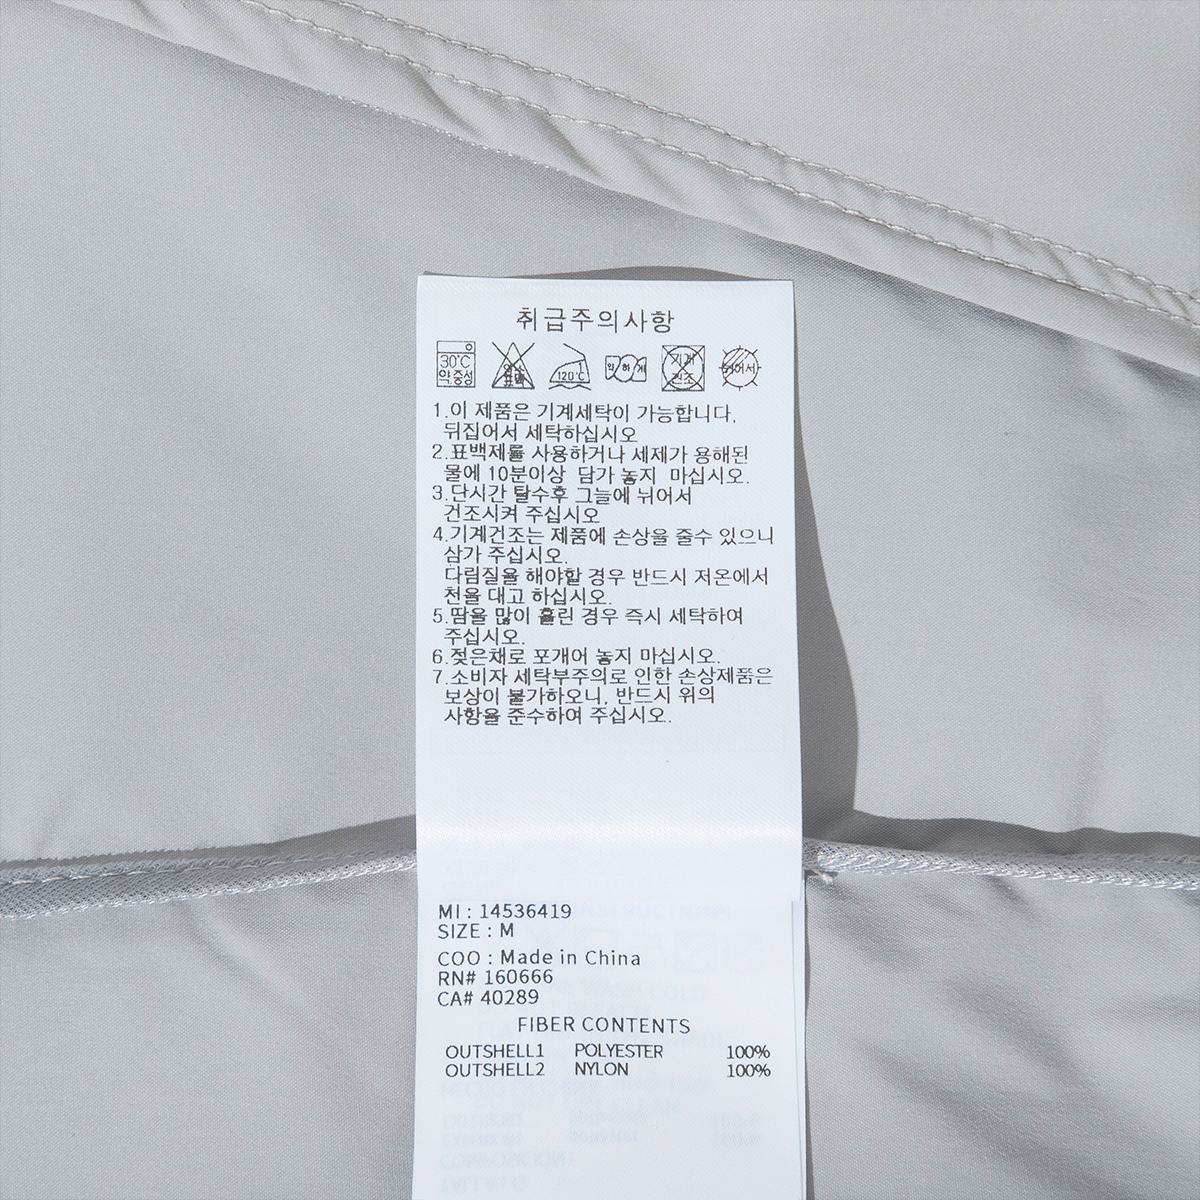 취급주의사항
30℃ 약.중성 염소 표백 120℃ 약하게 기계 건조 뉘어서
1.이 제품은 기계세탁이 가능합니다,
뒤집어서 세탁하십시오
2.표백제를 사용하거나 세제가 용해된
물에 10분이상 담가 놓지 마십시오.
3.단시간 탈수후 그늘에 뉘어서
건조시켜 주십시오
4.기계건조는 제품에 손상을 줄수 있으니
삼가 주십시오.
다림질을 해야할 경우 반드시 저온에서
천을 대고 하십시오.
5.땀을 많이 흘린 경우 즉시 세탁하여
주십시오.
6.젖은채로 포개어 놓지 마십시오.
7.소비자 세탁부주의로 인한 손상제품은
보상이 불가하오니, 반드시 위의
사항을 준수하여 주십시오.
MI : 14536419
SIZE : M
COO : Made in China
RN# 160666
CA# 40289
FIBER CONTENTS
OUTSHELL1 POLYESTER 100%
OUTSHELL2 NYLON 100%